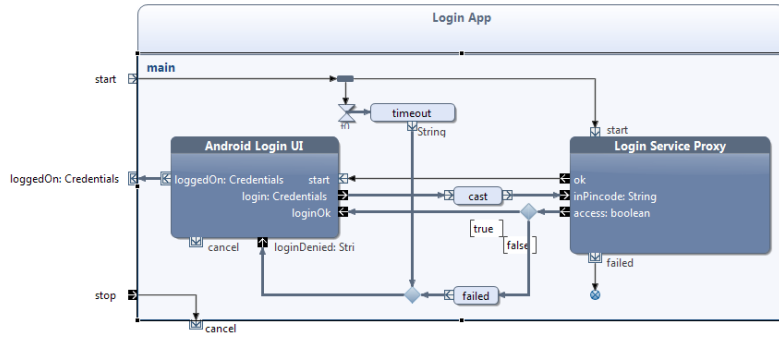 Login App
main
start
timeout
fn
String
start
Android Login UI
Login Service Proxy
loggedOn: Credentials
loggedOn: Credentials
start
ok
login: Credentials
cast
inPincode: String
loginOk
access: boolean
true
false
cancel
loginDenied: Stri
failed
stop
failed
cancel